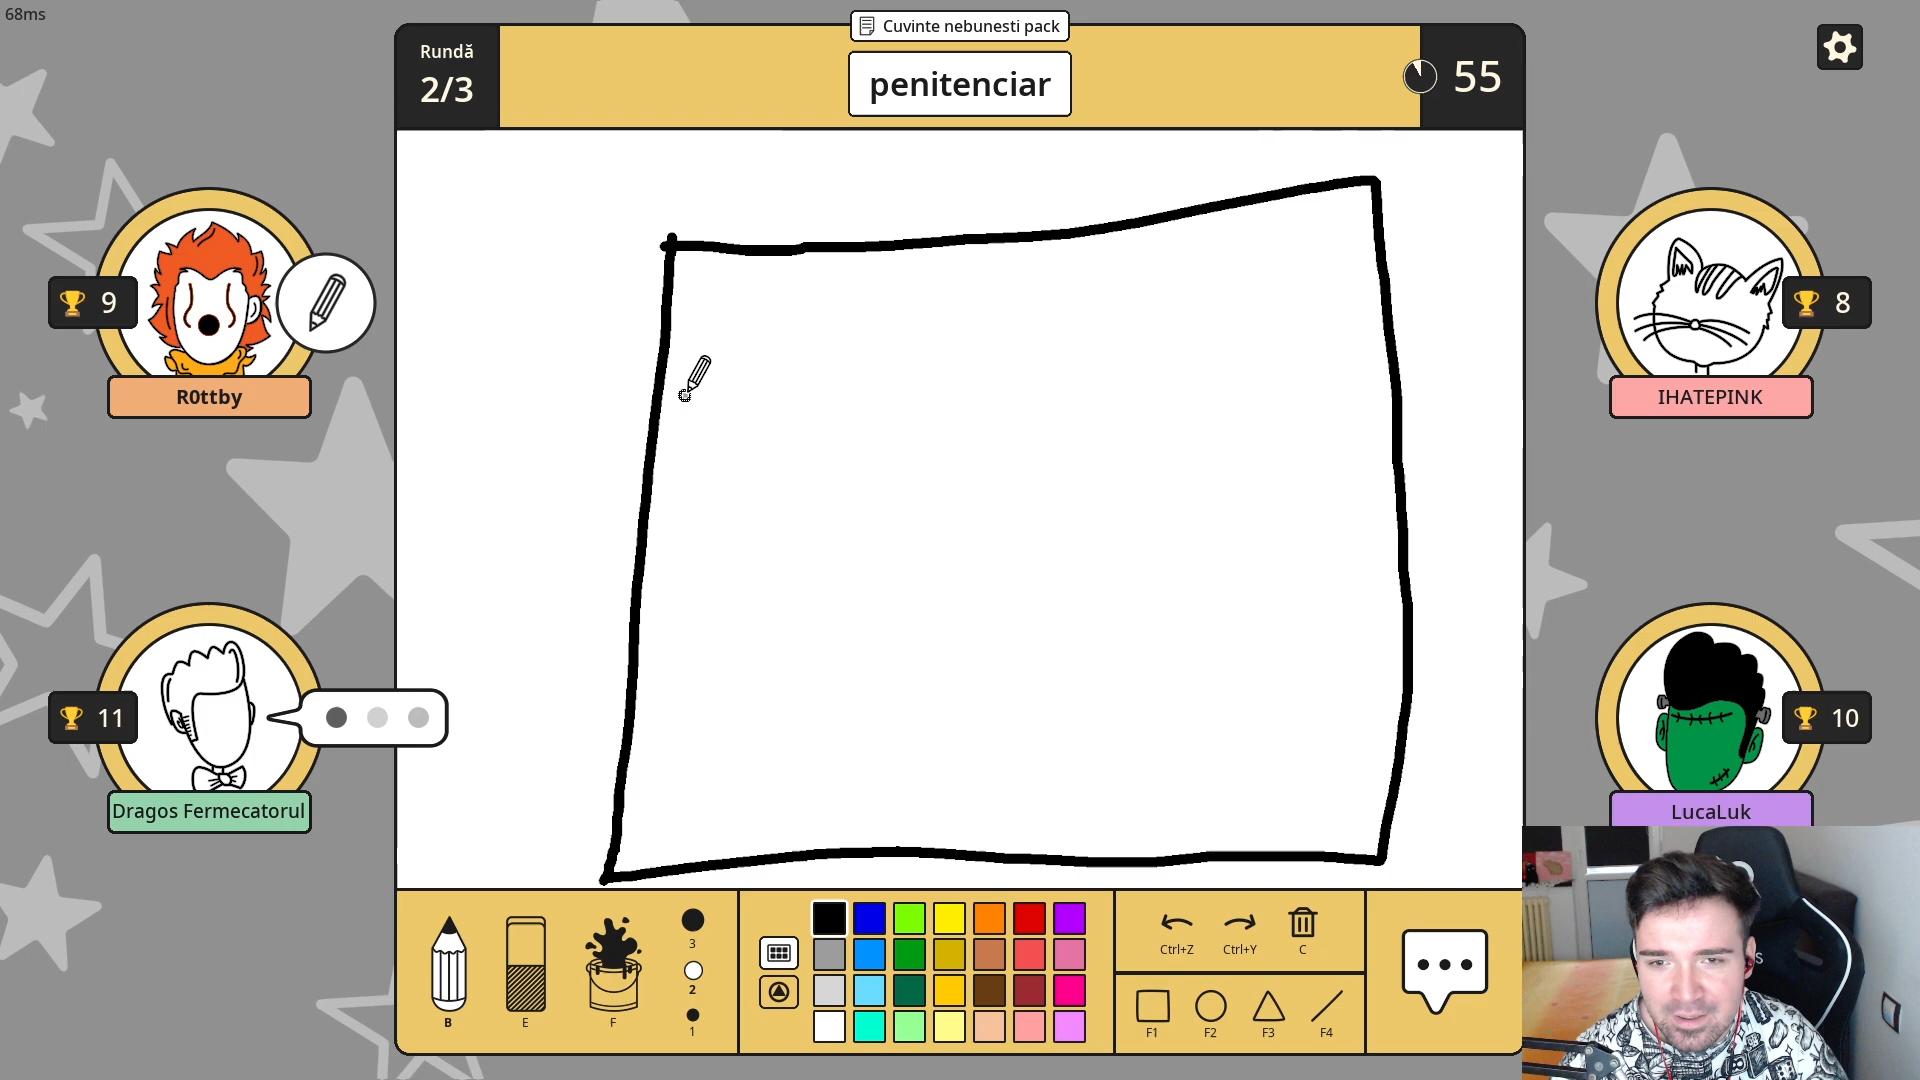 68ms
Cuvinte nebunesti pack
Rundă
2/3
penitenciar
55
9
R0ttby
8
IHATEPINK
11
Dragos Fermecatorul
10
LucaLuk
B
E
F
3
2
1
Ctrl+Z
Ctrl+Y
C
F1
F2
F3
F4